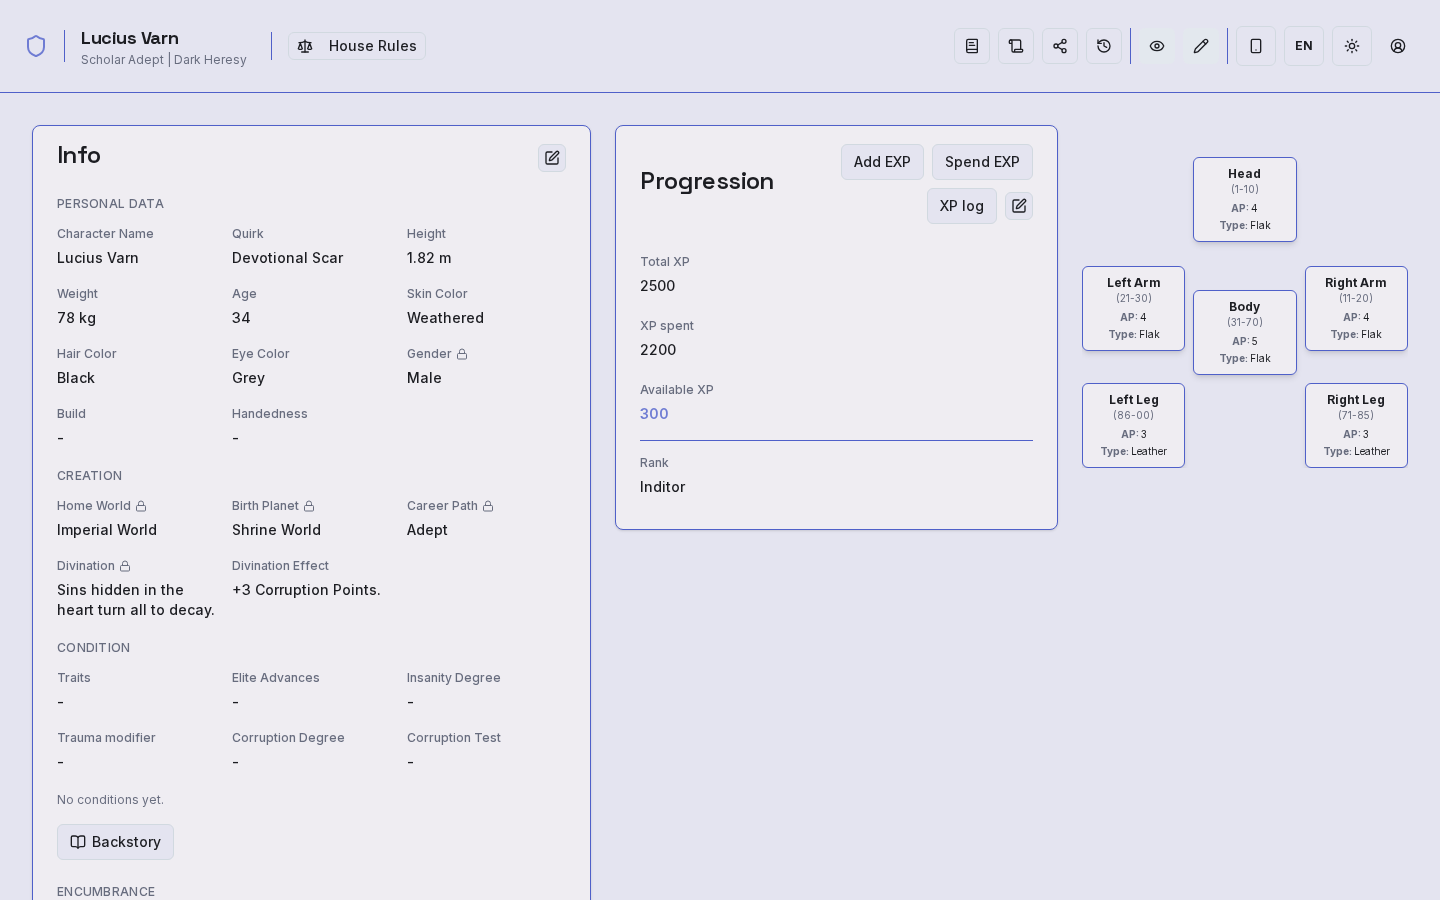 Lucius Varn
Scholar Adept | Dark Heresy
House Rules
EN
Info
PERSONAL DATA
Character Name
Lucius Varn
Quirk
Devotional Scar
Height
1.82 m
Weight
78 kg
Age
34
Skin Color
Weathered
Hair Color
Black
Eye Color
Grey
Gender
Male
Build
-
Handedness
-
CREATION
Home World
Imperial World
Birth Planet
Shrine World
Career Path
Adept
Divination
Sins hidden in the
heart turn all to decay.
Divination Effect
+3 Corruption Points.
CONDITION
Traits
-
Elite Advances
-
Insanity Degree
-
Trauma modifier
-
Corruption Degree
-
Corruption Test
-
No conditions yet.
Backstory
ENCUMBRANCE
Progression
Add EXP
Spend EXP
XP log
Total XP
2500
XP spent
2200
Available XP
300
Rank
Inditor
Head
(1-10)
AP: 4
Type: Flak
Left Arm
(21-30)
AP: 4
Type: Flak
Body
(31-70)
AP: 5
Type: Flak
Right Arm
(11-20)
AP: 4
Type: Flak
Left Leg
(86-00)
AP: 3
Type: Leather
Right Leg
(71-85)
AP: 3
Type: Leather